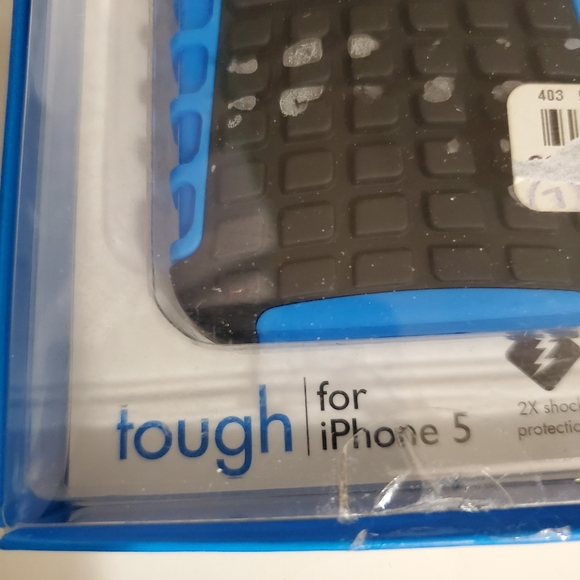 403
tough
for
iPhone 5
2X shock
protectio